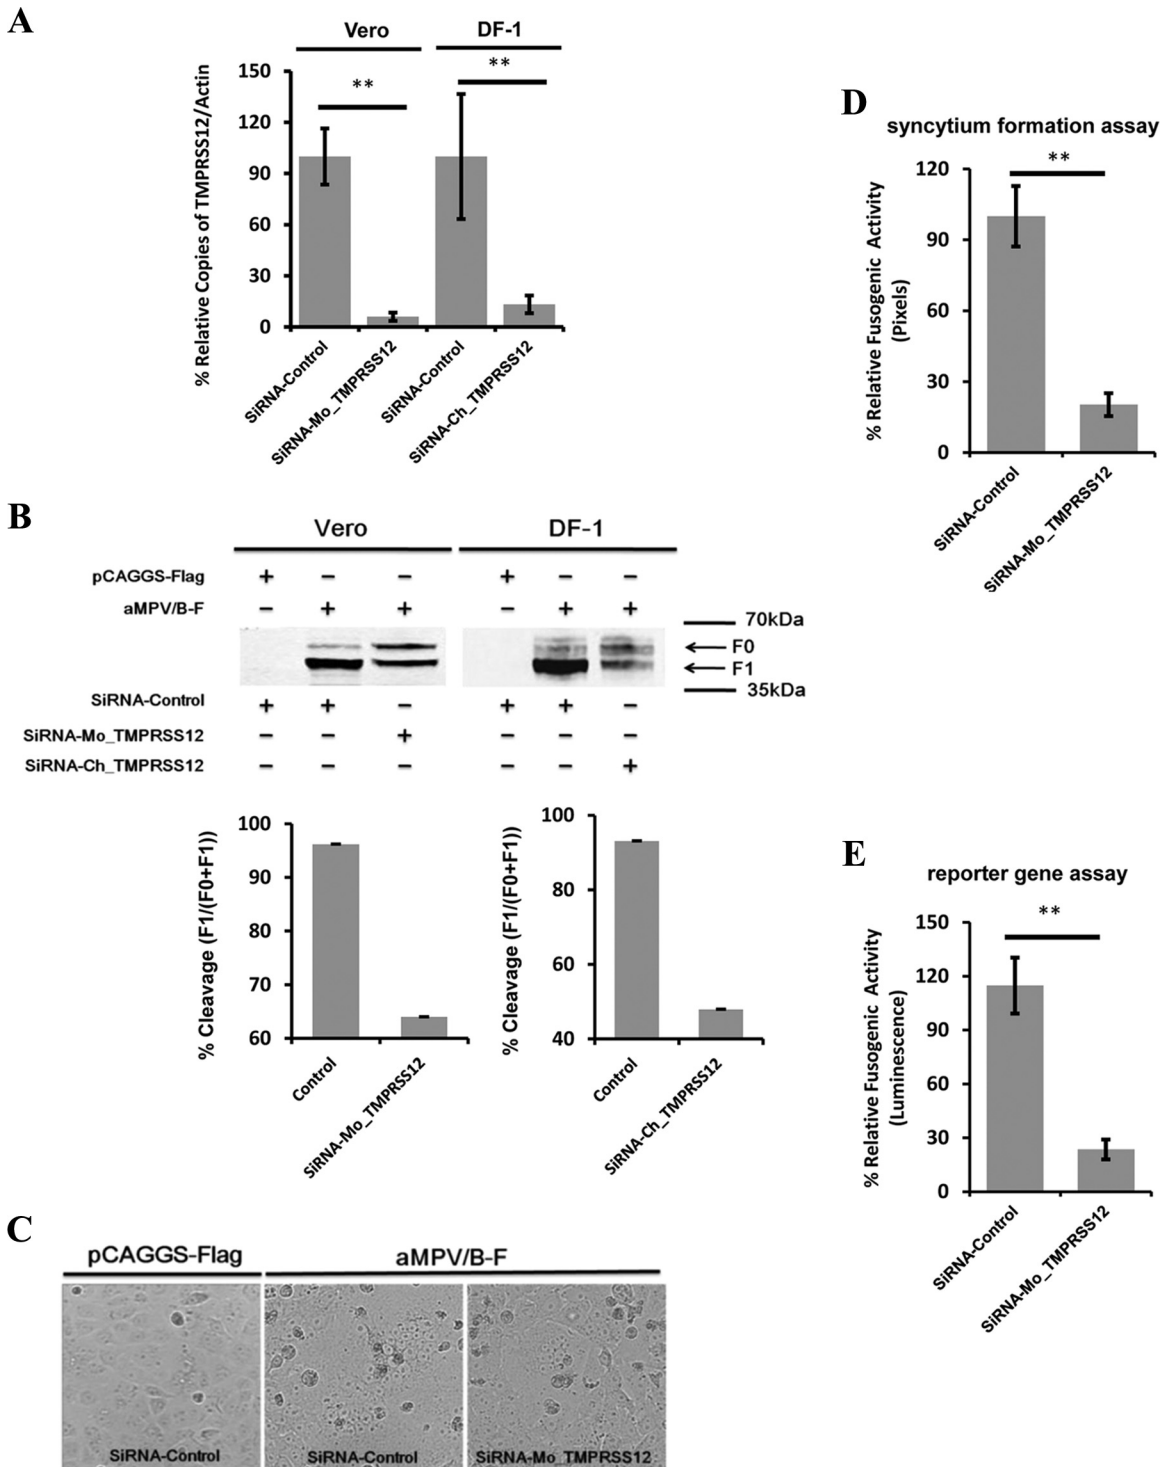 A
Vero DF-1
** **
% Relative Copies of TMPRSS12/Actin
150
120
90
60
30
0
SiRNA-Control
SiRNA-Mo_TMPRSS12
SiRNA-Control
SiRNA-Ch_TMPRSS12
D
syncytium formation assay
**
% Relative Fusogenic Activity
(Pixels)
120
90
60
30
0
SiRNA-Control
SiRNA-Mo_TMPRSS12
B
Vero DF-1
pCAGGS-Flag + − − + − −
aMPV/B-F − + + − + +
70kDa
F0
F1
35kDa
SiRNA-Control + + − + + −
SiRNA-Mo_TMPRSS12 − − + − − −
SiRNA-Ch_TMPRSS12 − − − − − +
% Cleavage (F1/(F0+F1))
100
90
80
70
60
Control
SiRNA-Mo_TMPRSS12
% Cleavage (F1/(F0+F1))
100
80
60
40
Control
SiRNA-Ch_TMPRSS12
E
reporter gene assay
**
% Relative Fusogenic Activity
(Luminescence)
150
120
90
60
30
0
SiRNA-Control
SiRNA-Mo_TMPRSS12
C
pCAGGS-Flag aMPV/B-F
SiRNA-Control SiRNA-Control SiRNA-Mo_TMPRSS12